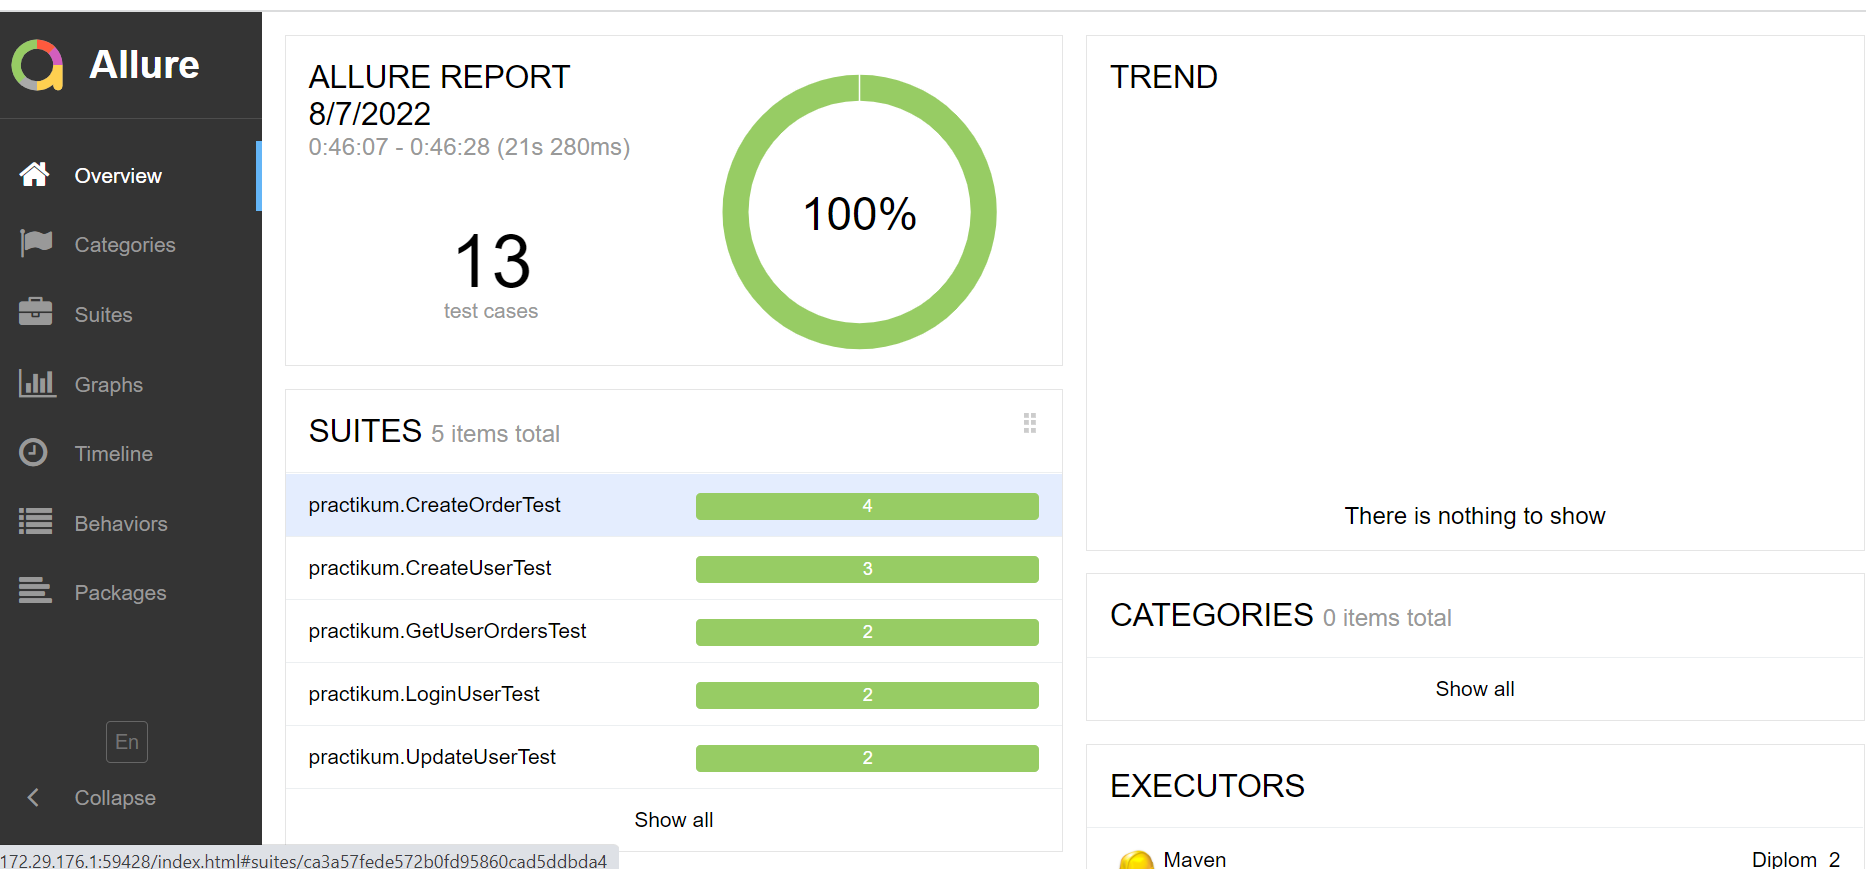 Allure
Overview
Categories
Suites
Graphs
Timeline
Behaviors
Packages
En
Collapse
ALLURE REPORT
8/7/2022
0:46:07 - 0:46:28 (21s 280ms)
13
test cases
100%
SUITES 5 items total
practikum.CreateOrderTest 4
practikum.CreateUserTest 3
practikum.GetUserOrdersTest 2
practikum.LoginUserTest 2
practikum.UpdateUserTest 2
Show all
TREND
There is nothing to show
CATEGORIES 0 items total
Show all
EXECUTORS
Maven Diplom 2
172.29.176.1:59428/index.html#suites/ca3a57fede572b0fd95860cad5ddbda4